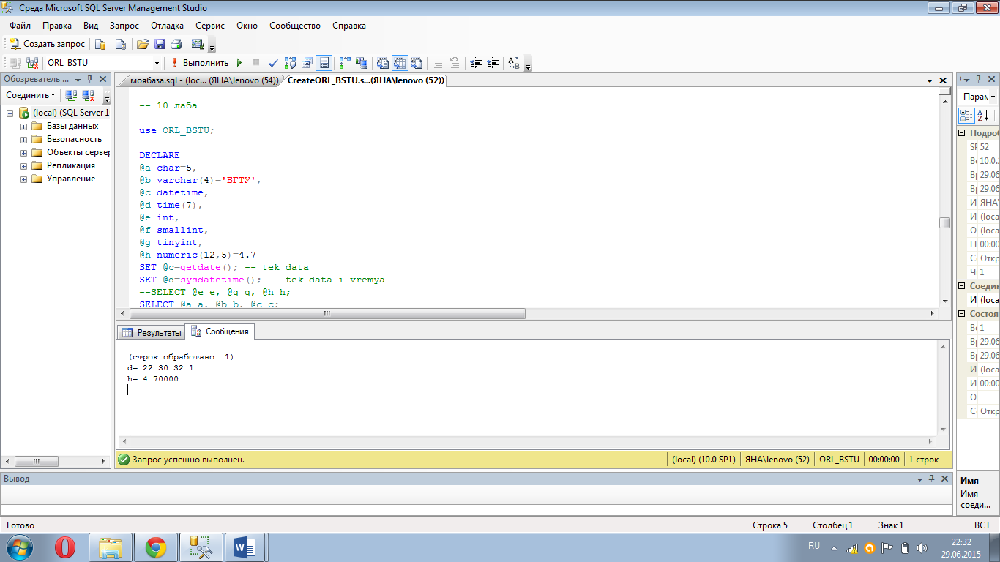 Среда Microsoft SQL Server Management Studio
Файл Правка Вид Запрос Отладка Сервис Окно Сообщество Справка
Создать запрос
ORL_BSTU Выполнить
Обозреватель ...
Соединить
(local) (SQL Server 1
Базы данных
Безопасность
Объекты сервер
Репликация
Управление
моябаза.sql - (loc... (ЯНА\lenovo (54)) CreateORL_BSTU.s...(ЯНА\lenovo (52))
-- 10 лаба
use ORL_BSTU;
DECLARE
@a char=5,
@b varchar(4)='БГТУ',
@c datetime,
@d time(7),
@e int,
@f smallint,
@g tinyint,
@h numeric(12,5)=4.7
SET @c=getdate(); -- tek data
SET @d=sysdatetime(); -- tek data i vremya
--SELECT @e e, @g g, @h h;
SELECT @a a, @b b, @c c;
Результаты Сообщения
(строк обработано: 1)
d= 22:30:32.1
h= 4.70000
Запрос успешно выполнен. (local) (10.0 SP1) ЯНА\lenovo (52) ORL_BSTU 00:00:00 1 строк
Парам
Подроб
52
10.0.2
29.06
29.06
И ЯНА\
И (loca
О (loca
П 00:00
С Откр
Ч 1
Соедин
И (loca
Состоя
1
29.06
29.06
И (loca
И 00:00
О
С Откр
Имя
Имя
соеди...
Вывод
Готово Строка 5 Столбец 1 Знак 1 ВСТ
RU 22:32
29.06.2015